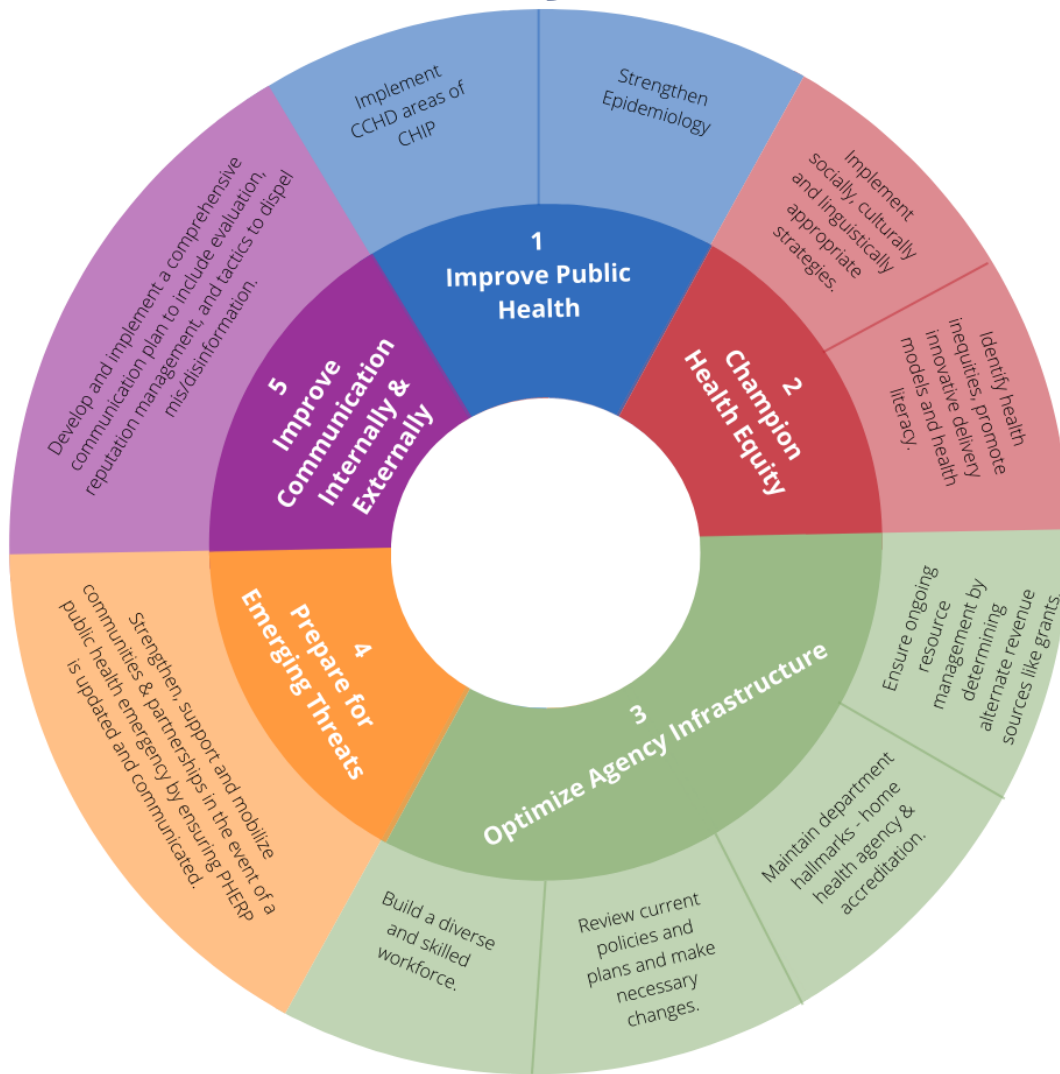 Implement
CCHD areas of
CHIP
Strengthen
Epidemiology
1
Improve Public
Health
Implement
socially, culturally
and linguistically
appropriate
strategies.
Identify health
inequities, promote
innovative delivery
models and health
literacy.
2
Champion
Health Equity
Ensure ongoing
resource
management by
determining
alternate revenue
sources like grants.
Maintain department
hallmarks - home
health agency &
accreditation.
Review current
policies and
plans and make
necessary
changes.
Build a diverse
and skilled
workforce.
3
Optimize Agency Infrastructure
4
Prepare for
Emerging Threats
Strengthen, support and mobilize
communities & partnerships in the event of a
public health emergency by ensuring PHERP
is updated and communicated.
5
Improve
Communication
Internally &
Externally
Develop and implement a comprehensive
communication plan to include evaluation,
reputation management, and tactics to dispel
mis/disinformation.